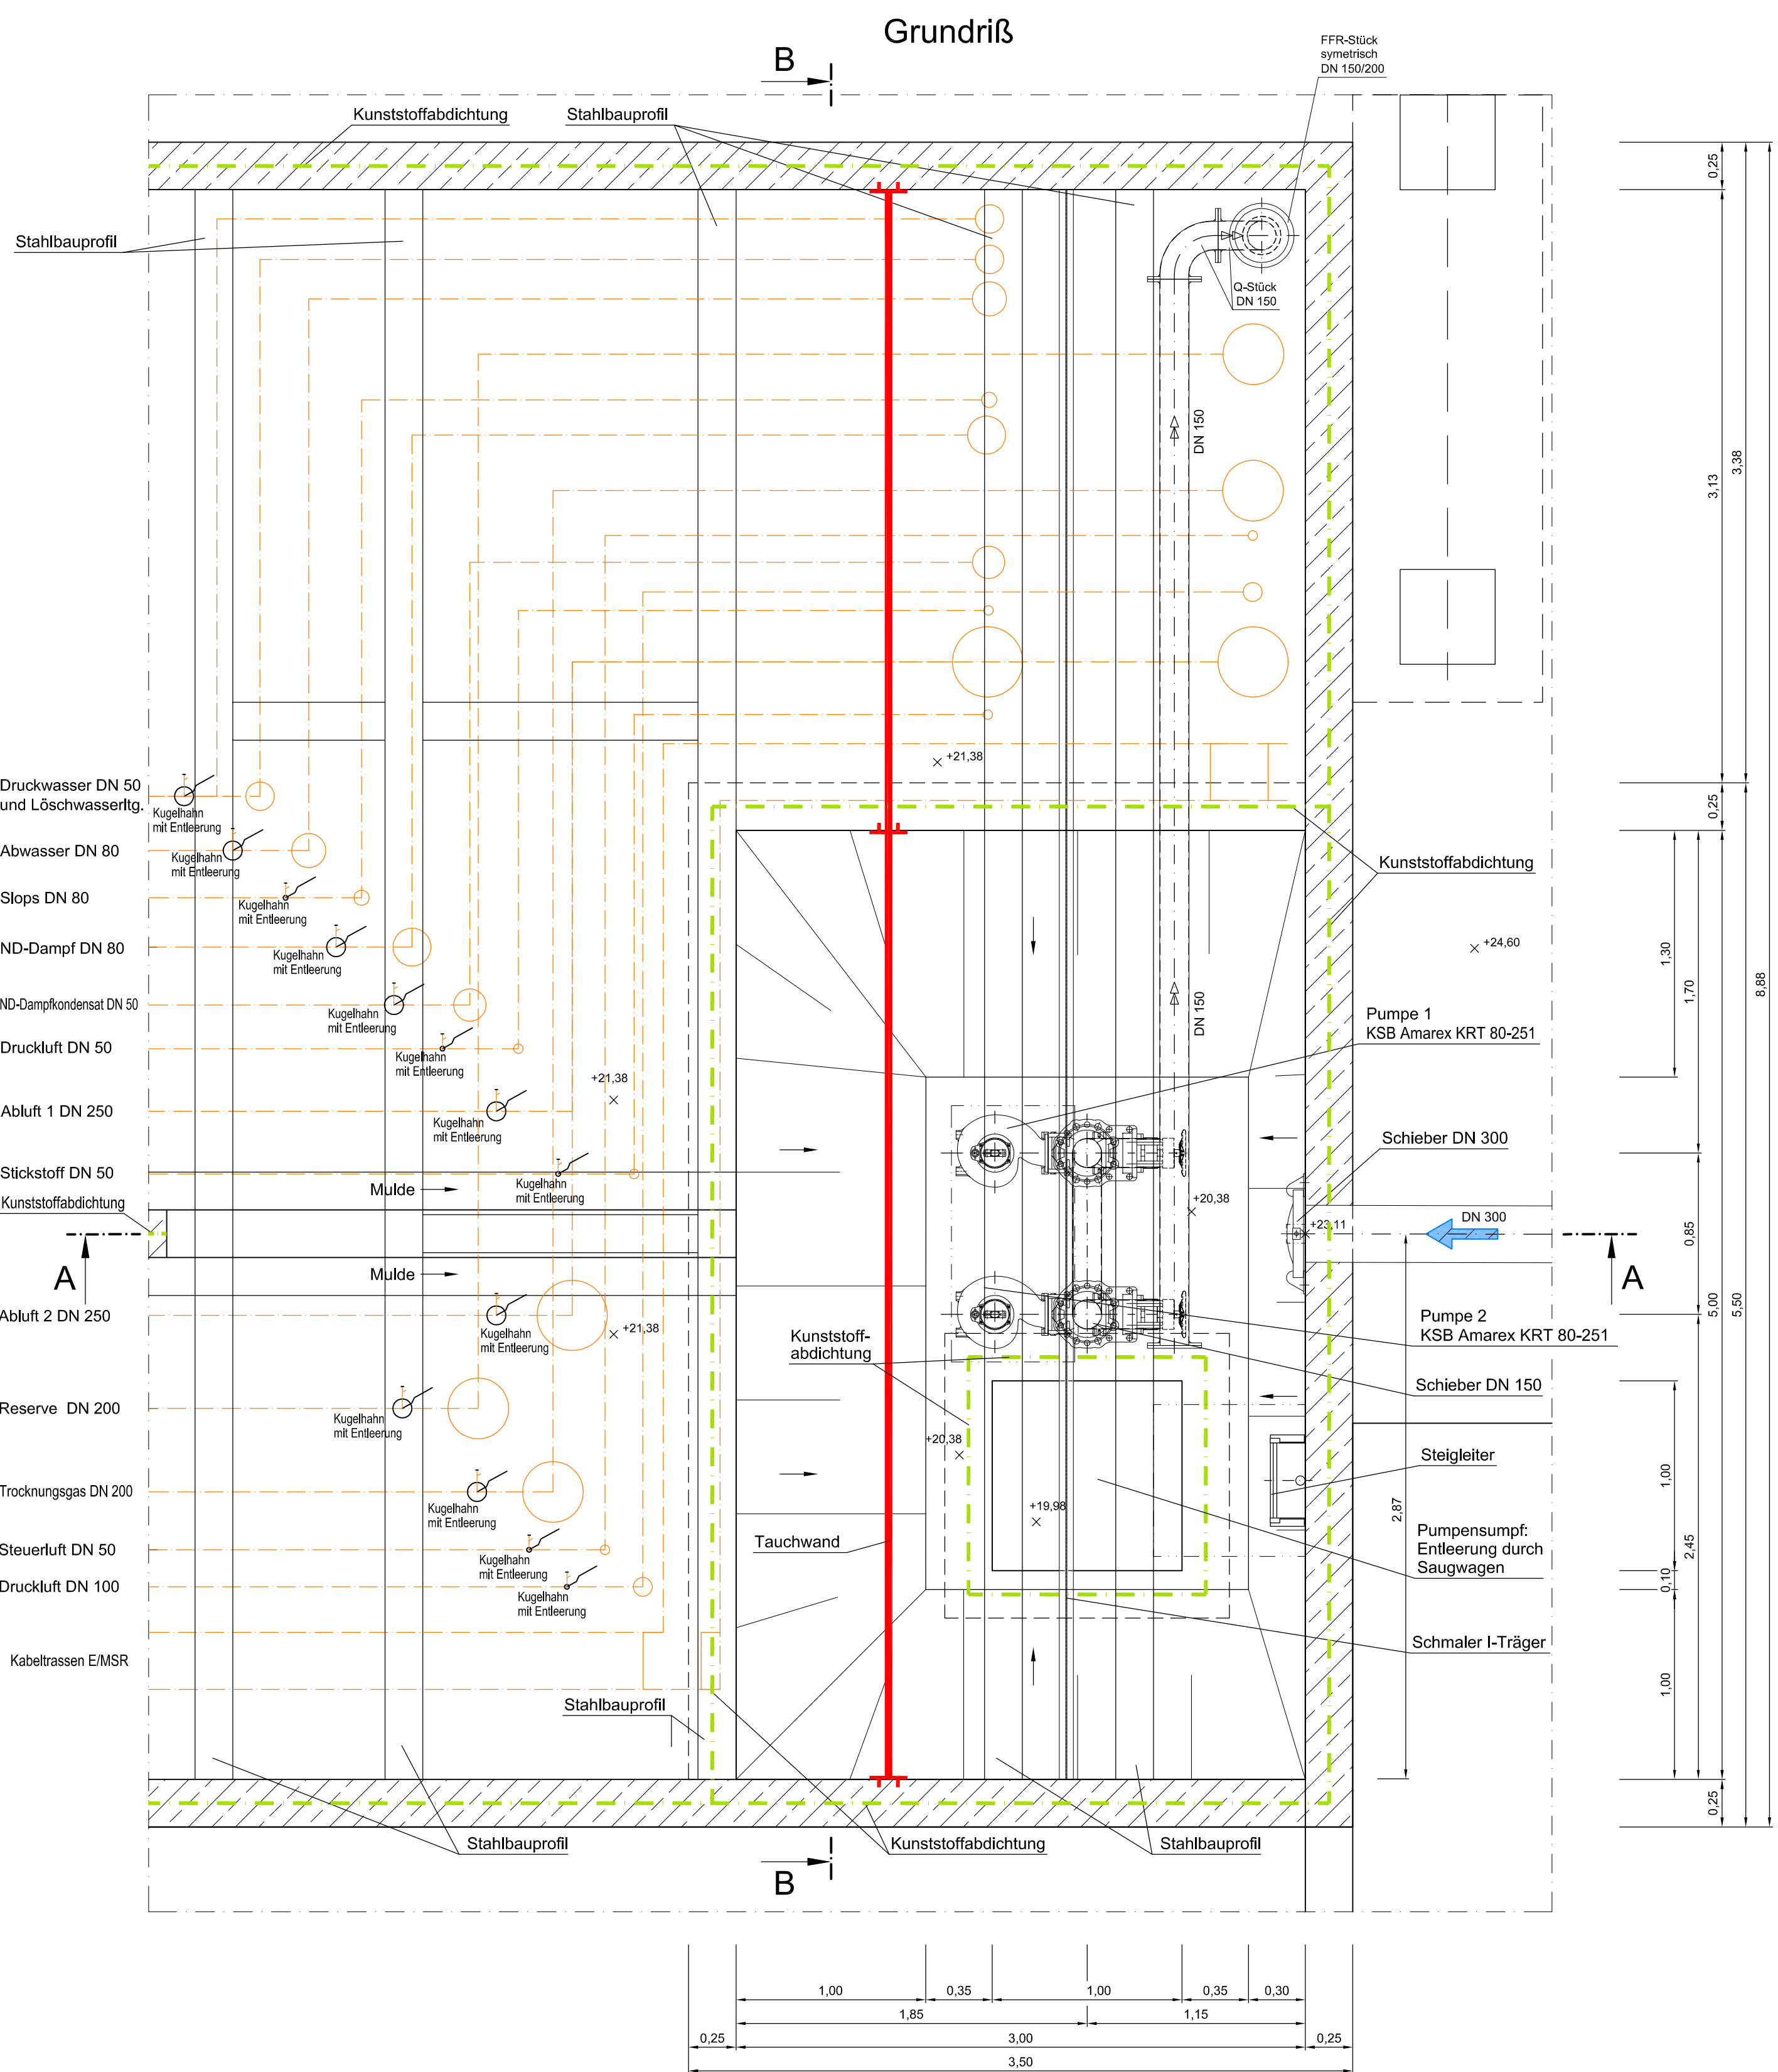 Grundriß
B
FFR-Stück
symetrisch
DN 150/200
Kunststoffabdichtung
Stahlbauprofil
Stahlbauprofil
0,25
Q-Stück
DN 150
DN 150
3,13
3,38
+21,38
Druckwasser DN 50
und Löschwasserltg.
Kugelhahn
mit Entleerung
Abwasser DN 80
Kugelhahn
mit Entleerung
Slops DN 80
Kugelhahn
mit Entleerung
ND-Dampf DN 80
Kugelhahn
mit Entleerung
ND-Dampfkondensat DN 50
Kugelhahn
mit Entleerung
Druckluft DN 50
Kugelhahn
mit Entleerung
+21,38
Abluft 1 DN 250
Kugelhahn
mit Entleerung
Stickstoff DN 50
Kugelhahn
mit Entleerung
Kunststoffabdichtung
Mulde
Mulde
A
Abluft 2 DN 250
Kugelhahn
mit Entleerung
+21,38
Reserve DN 200
Kugelhahn
mit Entleerung
Trocknungsgas DN 200
Kugelhahn
mit Entleerung
Steuerluft DN 50
Kugelhahn
mit Entleerung
Druckluft DN 100
Kugelhahn
mit Entleerung
Kabeltrassen E/MSR
0,25
Kunststoffabdichtung
+24,60
1,30
1,70
8,88
DN 150
Pumpe 1
KSB Amarex KRT 80-251
Schieber DN 300
+20,38
+23,11
DN 300
A
0,85
5,00
5,50
Pumpe 2
KSB Amarex KRT 80-251
Kunststoff-
abdichtung
Schieber DN 150
+20,38
Steigleiter
2,87
1,00
+19,98
Tauchwand
Pumpensumpf:
Entleerung durch
Saugwagen
2,45
0,10
Schmaler I-Träger
1,00
Stahlbauprofil
0,25
Stahlbauprofil
Kunststoffabdichtung
Stahlbauprofil
B
1,00
0,35
1,00
0,35
0,30
1,85
1,15
0,25
3,00
0,25
3,50